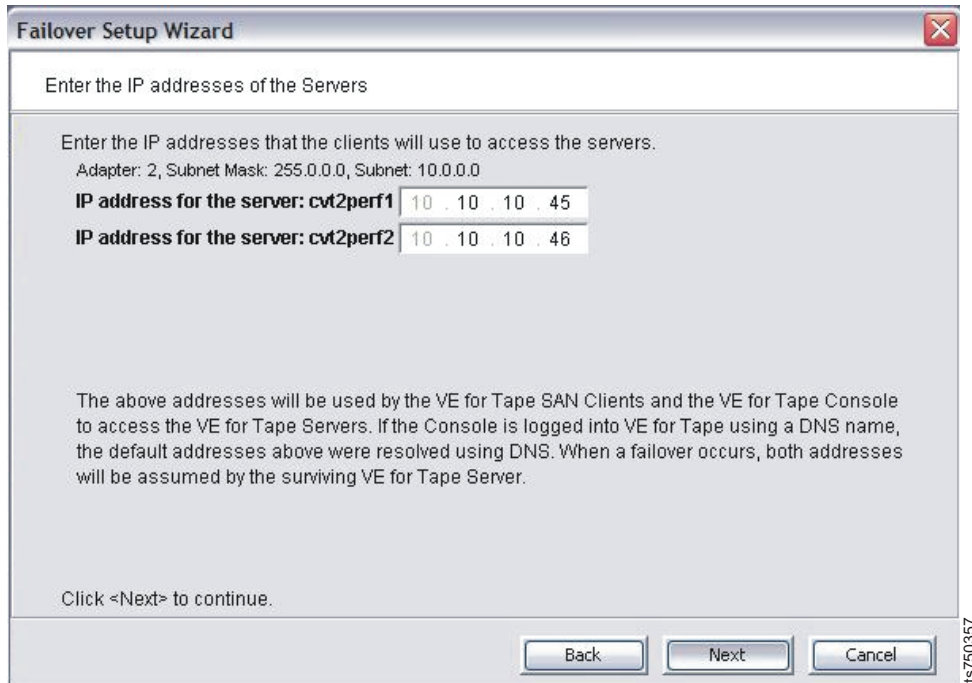 Failover Setup Wizard
Enter the IP addresses of the Servers
Enter the IP addresses that the clients will use to access the servers.
Adapter: 2, Subnet Mask: 255.0.0.0, Subnet: 10.0.0.0
IP address for the server: cvt2perf1 10 . 10 . 10 . 45
IP address for the server: cvt2perf2 10 . 10 . 10 . 46
The above addresses will be used by the VE for Tape SAN Clients and the VE for Tape Console
to access the VE for Tape Servers. If the Console is logged into VE for Tape using a DNS name,
the default addresses above were resolved using DNS. When a failover occurs, both addresses
will be assumed by the surviving VE for Tape Server.
Click <Next> to continue.
Back Next Cancel
ts750357